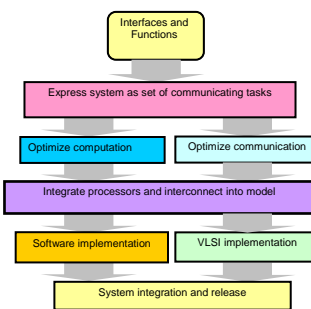 Interfaces and
Functions
Express system as set of communicating tasks
Optimize computation
Optimize communication
Integrate processors and interconnect into model
Software implementation
VLSI implementation
System integration and release